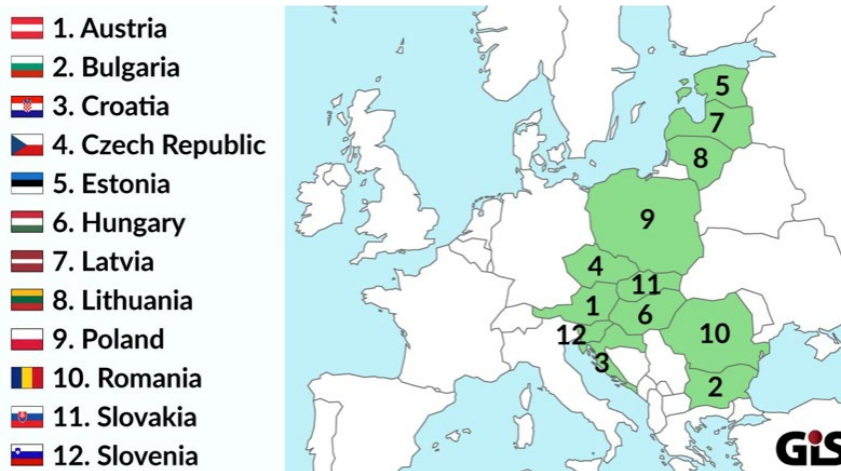 1. Austria
2. Bulgaria
3. Croatia
4. Czech Republic
5. Estonia
6. Hungary
7. Latvia
8. Lithuania
9. Poland
10. Romania
11. Slovakia
12. Slovenia
5
7
8
9
4
11
1
6
12
10
3
2
GiS